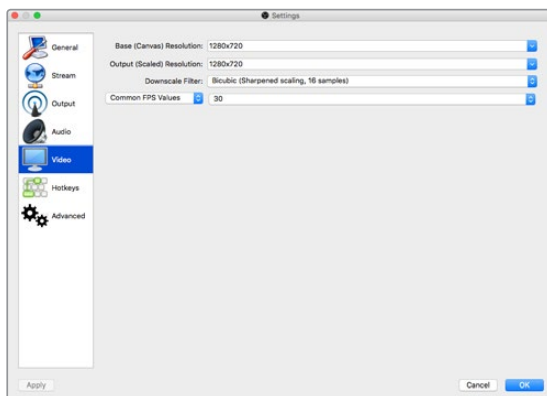 Settings
General
Stream
Output
Audio
Video
Hotkeys
Advanced
Base (Canvas) Resolution: 1280x720
Output (Scaled) Resolution: 1280x720
Downscale Filter: Bicubic (Sharpened scaling, 16 samples)
Common FPS Values 30
Apply Cancel OK